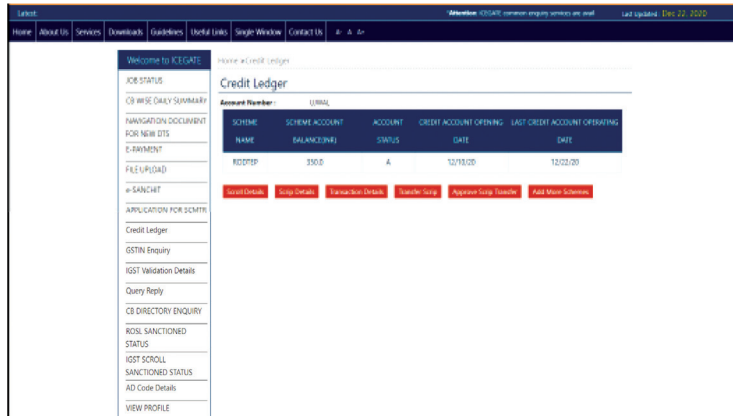 Latest:
*Attention: ICEGATE common enquiry services are avail
Last Updated: Dec 22, 2020
Home About Us Services Downloads Guidelines Useful Links Single Window Contact Us A- A A+
Welcome to ICEGATE
JOB STATUS
CB WISE DAILY SUMMARY
NAVIGATION DOCUMENT
FOR NEW DTS
E-PAYMENT
FILE UPLOAD
e-SANCHIT
APPLICATION FOR SCMTR
Credit Ledger
GSTIN Enquiry
IGST Validation Details
Query Reply
CB DIRECTORY ENQUIRY
ROSL SANCTIONED
STATUS
IGST SCROLL
SANCTIONED STATUS
AD Code Details
VIEW PROFILE
Home »Credit Ledger
Credit Ledger
Account Number :
SCHEME NAME SCHEME ACCOUNT BALANCE(INR) ACCOUNT STATUS CREDIT ACCOUNT OPENING DATE LAST CREDIT ACCOUNT OPERATING DATE
RODTEP 350.0 A 12/10/20 12/22/20
Scroll Details Scrip Details Transaction Details Transfer Scrip Approve Scrip Transfer Add More Schemes